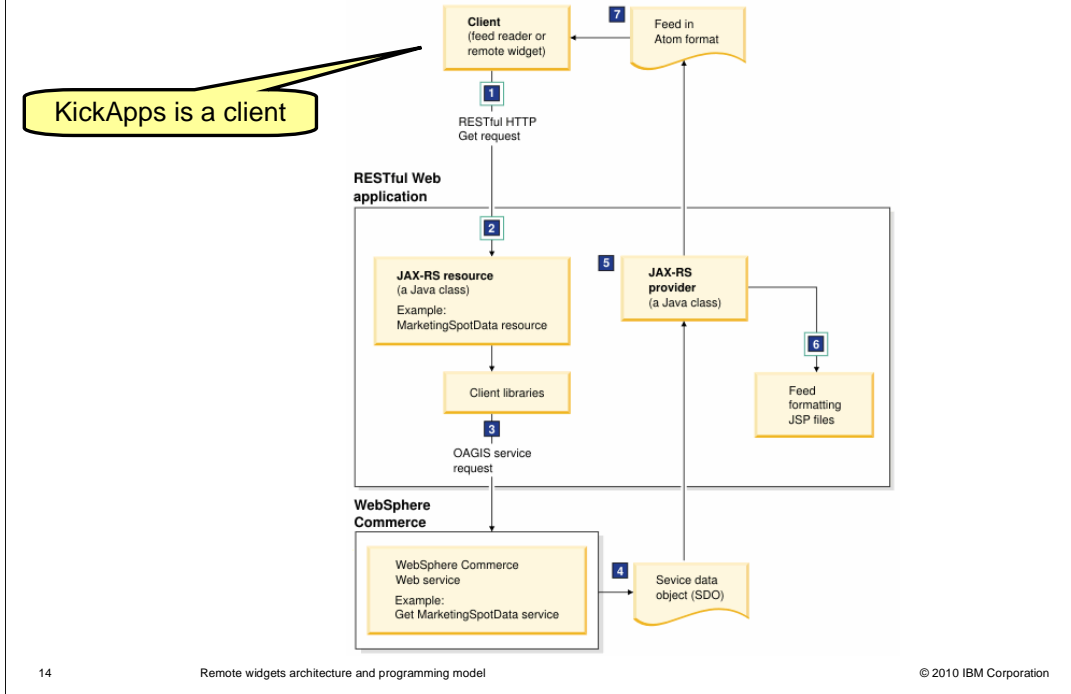 KickApps is a client
Client
(feed reader or
remote widget)
7
Feed in
Atom format
1
RESTful HTTP
Get request
RESTful Web
application
2
JAX-RS resource
(a Java class)
Example:
MarketingSpotData resource
5
JAX-RS
provider
(a Java class)
6
Client libraries
Feed
formatting
JSP files
3
OAGIS service
request
WebSphere
Commerce
WebSphere Commerce
Web service
Example:
Get MarketingSpotData service
4
Sevice data
object (SDO)
14
Remote widgets architecture and programming model
© 2010 IBM Corporation